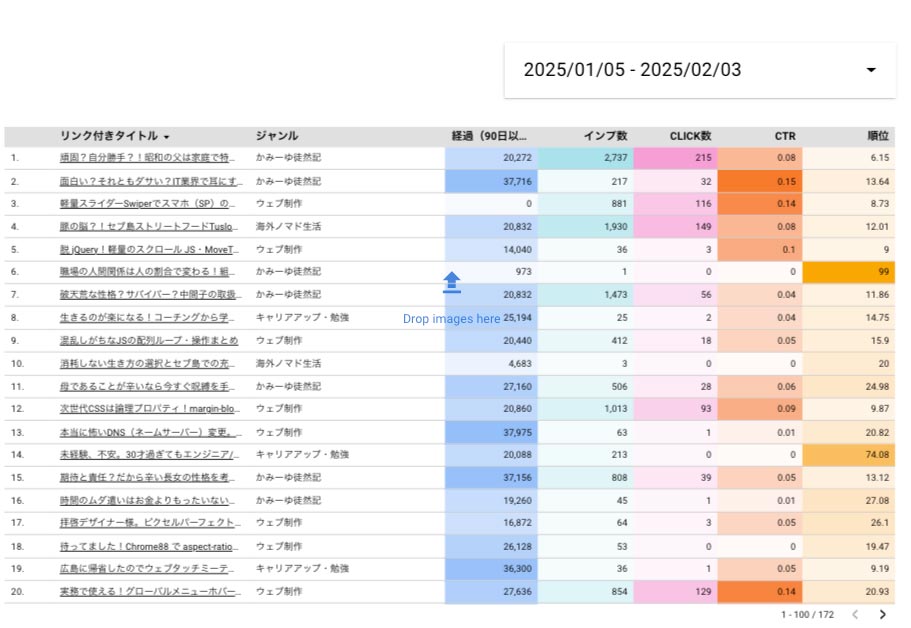 2025/01/05 - 2025/02/03
リンク付きタイトル ジャンル 経過（90日以... インプ数 CLICK数 CTR 順位
1. 頑固？自分勝手？！昭和の父は家庭で特... かみーゆ徒然記 20,272 2,737 215 0.08 6.15
2. 面白い？それともダサい？IT業界で耳にす... かみーゆ徒然記 37,716 217 32 0.15 13.64
3. 軽量スライダーSwiperでスマホ（SP）の... ウェブ制作 0 881 116 0.14 8.73
4. 豚の脳？！セブ島ストリートフードTuslo... 海外ノマド生活 20,832 1,930 149 0.08 12.01
5. 脱 jQuery！軽量のスクロール JS・MoveT... ウェブ制作 14,040 36 3 0.1 9
6. 職場の人間関係は人の割合で変わる！組... かみーゆ徒然記 973 1 0 0 99
7. 破天荒な性格？サバイバー？中間子の取扱... かみーゆ徒然記 20,832 1,473 56 0.04 11.86
Drop images here
8. 生きるのが楽になる！コーチングから学... キャリアアップ・勉強 25,194 25 2 0.04 14.75
9. 混乱しがちなJSの配列ループ・操作まとめ ウェブ制作 20,440 412 18 0.05 15.9
10. 消耗しない生き方の選択とセブ島での充... 海外ノマド生活 4,683 3 0 0 20
11. 母であることが辛いなら今すぐ呪縛を手... かみーゆ徒然記 27,160 506 28 0.06 24.98
12. 次世代CSSは論理プロパティ！margin-blo... ウェブ制作 20,860 1,013 93 0.09 9.87
13. 本当に怖いDNS（ネームサーバー）変更。... ウェブ制作 37,975 63 1 0.01 20.82
14. 未経験、不安。30才過ぎてもエンジニア/... キャリアアップ・勉強 20,088 213 0 0 74.08
15. 期待と責任？だから辛い長女の性格を考... かみーゆ徒然記 37,156 808 39 0.05 13.12
16. 時間のムダ遣いはお金よりもったいない... かみーゆ徒然記 19,260 45 1 0.01 27.08
17. 拝啓デザイナー様。ピクセルパーフェクト... ウェブ制作 16,872 64 3 0.05 26.1
18. 待ってました！Chrome88 で aspect-ratio... ウェブ制作 26,128 53 0 0 19.47
19. 広島に帰省したのでウェブタッチミーテ... キャリアアップ・勉強 36,300 36 1 0.05 9.19
20. 実務で使える！グローバルメニューホバー... ウェブ制作 27,636 854 129 0.14 20.93
1 - 100 / 172